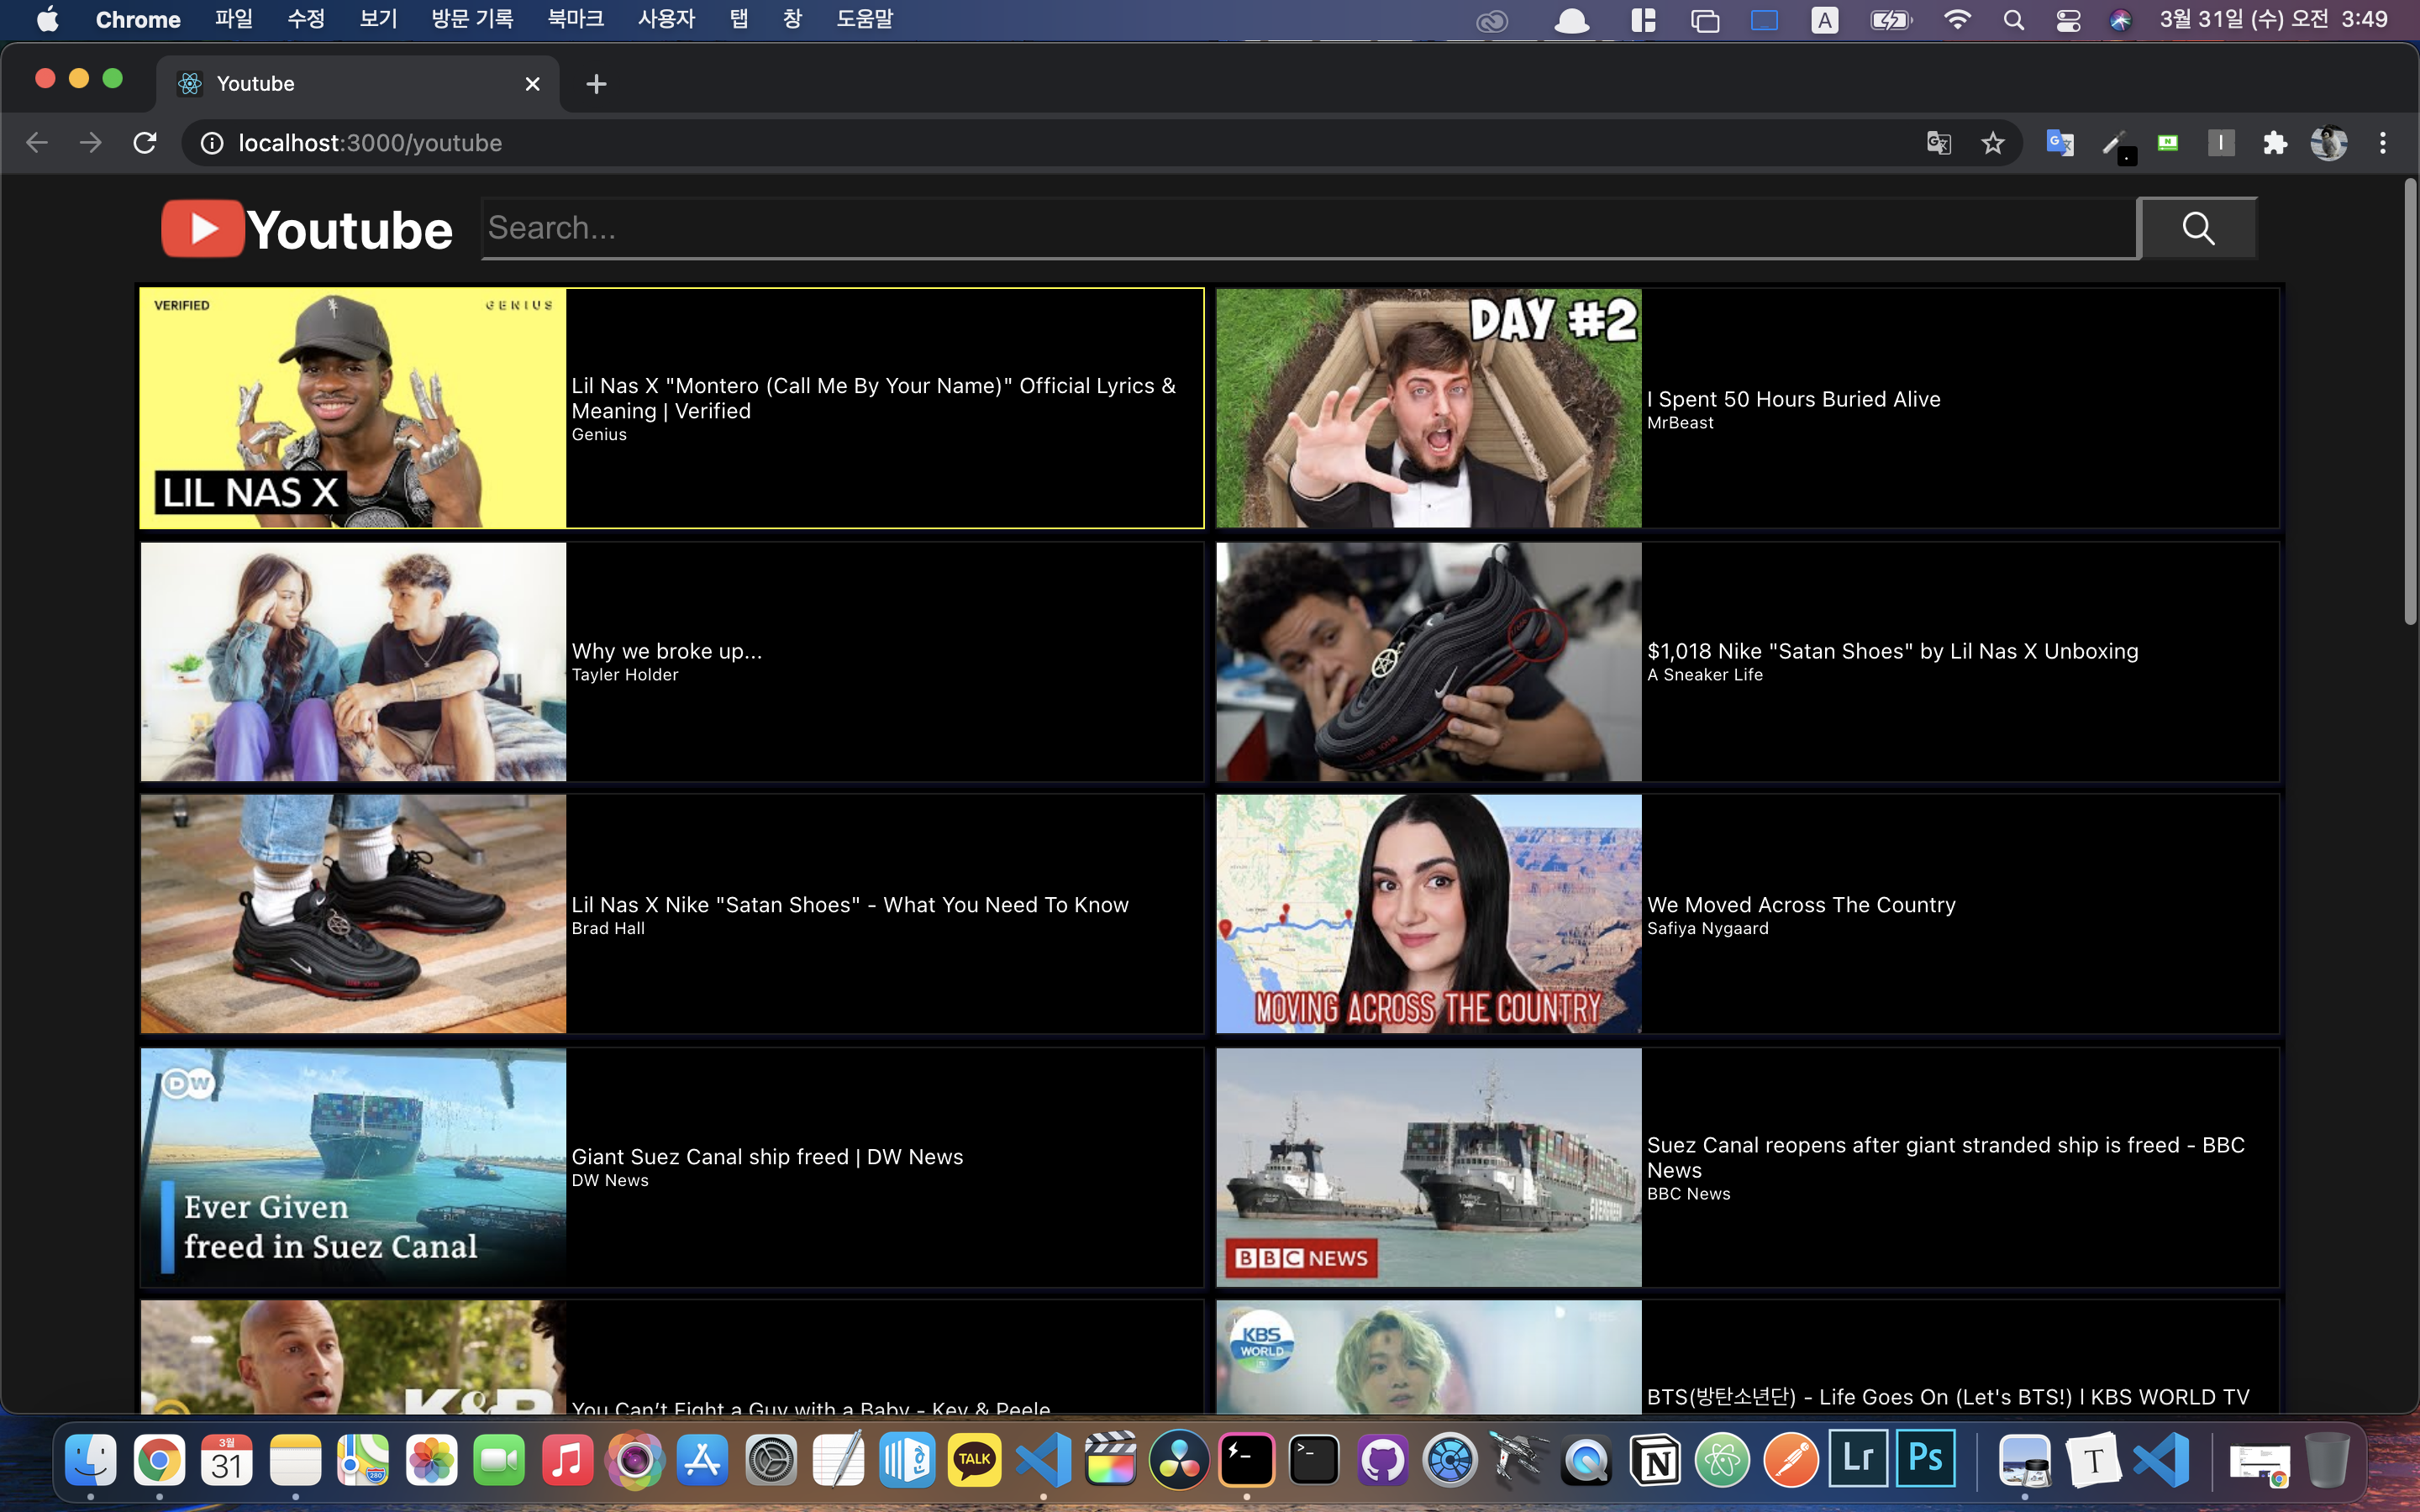 Chrome 파일 수정 보기 방문 기록 북마크 사용자 탭 창 도움말 A 3월 31일 (수) 오전 3:49
Youtube
localhost:3000/youtube
Youtube Search...
VERIFIED GENIUS
LIL NAS X
Lil Nas X "Montero (Call Me By Your Name)" Official Lyrics &
Meaning | Verified
Genius
DAY #2
I Spent 50 Hours Buried Alive
MrBeast
Why we broke up...
Tayler Holder
$1,018 Nike "Satan Shoes" by Lil Nas X Unboxing
A Sneaker Life
Lil Nas X Nike "Satan Shoes" - What You Need To Know
Brad Hall
MOVING ACROSS THE COUNTRY
We Moved Across The Country
Safiya Nygaard
DW
Ever Given
freed in Suez Canal
Giant Suez Canal ship freed | DW News
DW News
BBC NEWS
Suez Canal reopens after giant stranded ship is freed - BBC
News
BBC News
K&P
You Can't Fight a Guy with a Baby - Key & Peele
KBS
WORLD
BTS(방탄소년단) - Life Goes On (Let's BTS!) l KBS WORLD TV
3월
31
280
TALK
N
Lr
Ps
T